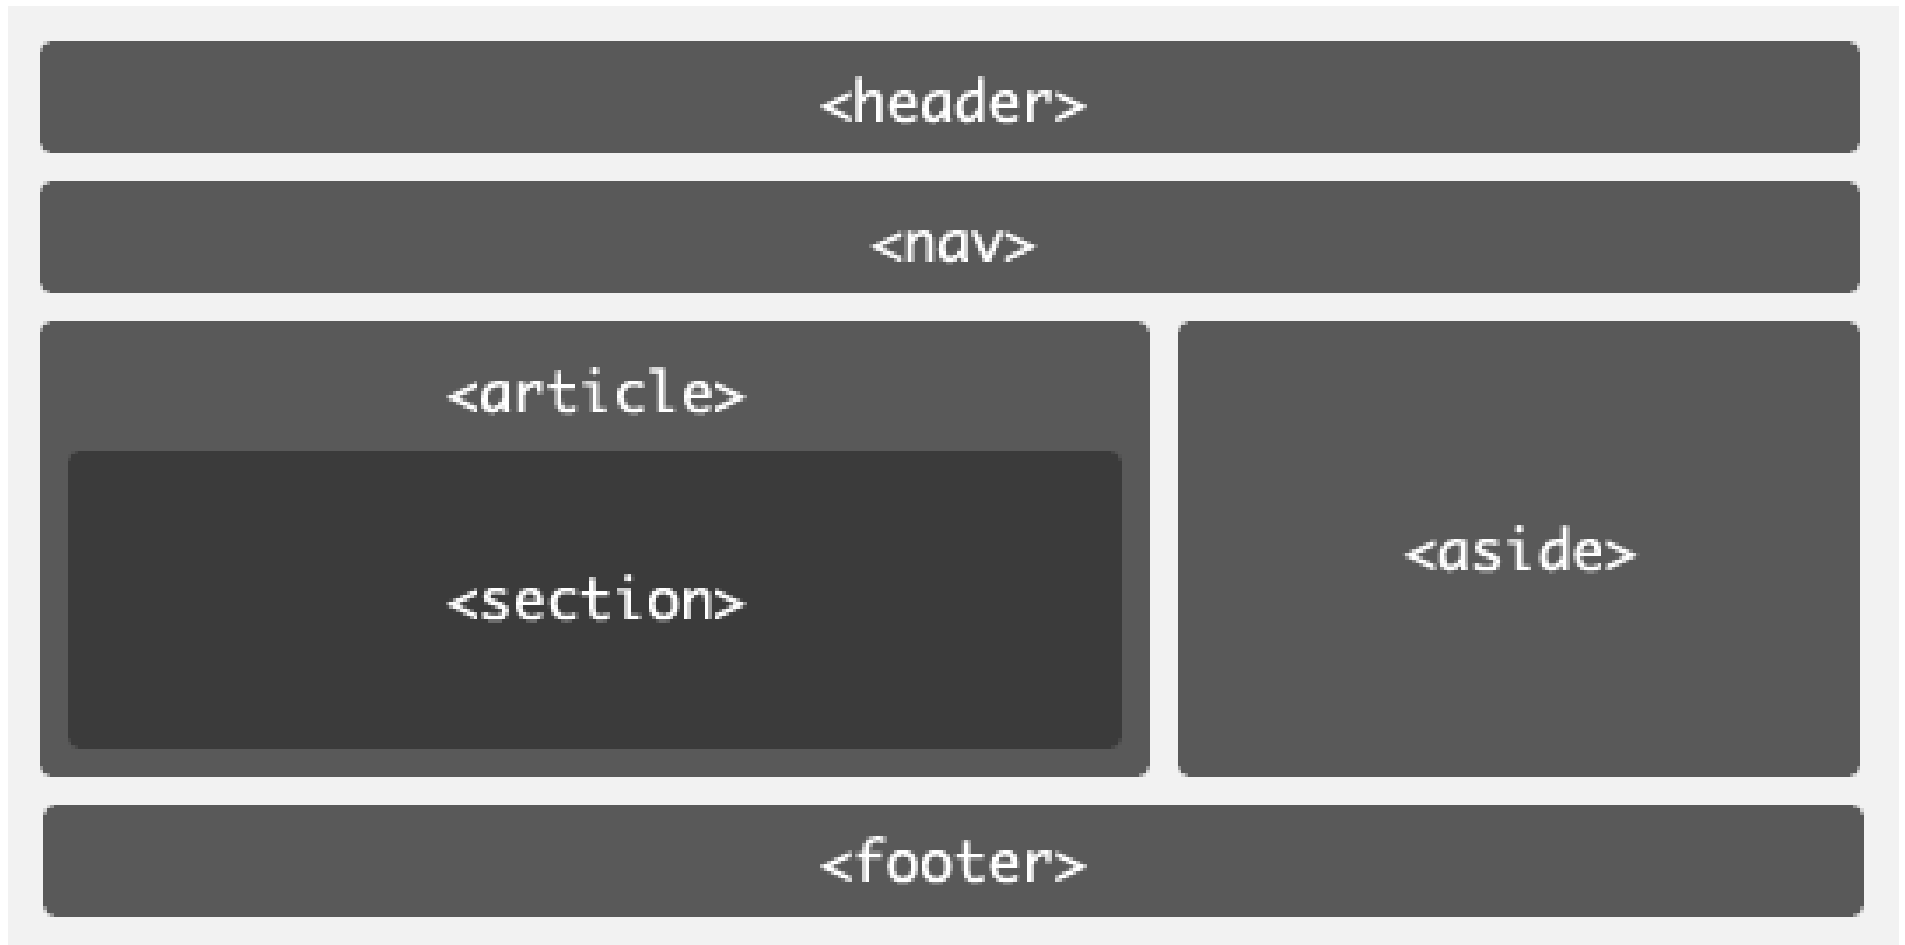 <header>
<nav>
<article>
<section>
<aside>
<footer>